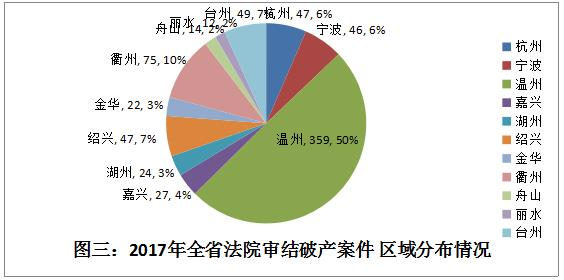 台州, 49, 7%
杭州, 47, 6%
丽水, 12, 2%
宁波, 46, 6%
舟山, 14, 2%
衢州, 75, 10%
金华, 22, 3%
温州, 359, 50%
绍兴, 47, 7%
湖州, 24, 3%
嘉兴, 27, 4%
杭州
宁波
温州
嘉兴
湖州
绍兴
金华
衢州
舟山
丽水
台州
图三：2017年全省法院审结破产案件 区域分布情况